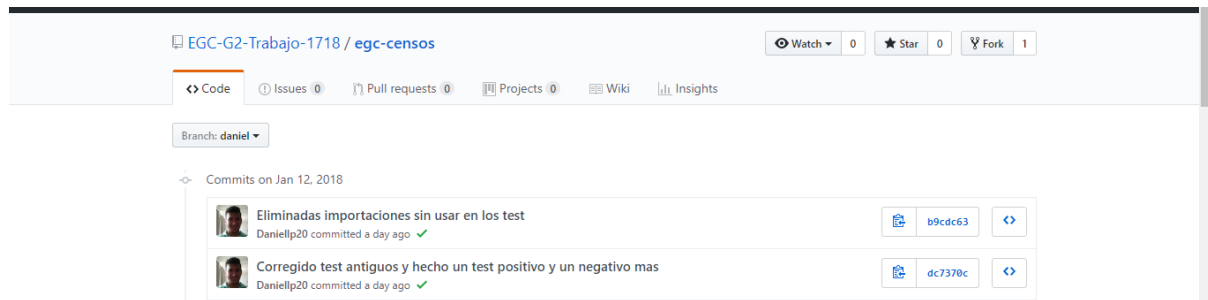 EGC-G2-Trabajo-1718 / egc-censos Watch 0 Star 0 Fork 1
Code Issues 0 Pull requests 0 Projects 0 Wiki Insights
Branch: daniel
Commits on Jan 12, 2018
Eliminadas importaciones sin usar en los test
Daniellp20 committed a day ago
b9cdc63
Corregido test antiguos y hecho un test positivo y un negativo mas
Daniellp20 committed a day ago
dc7370c